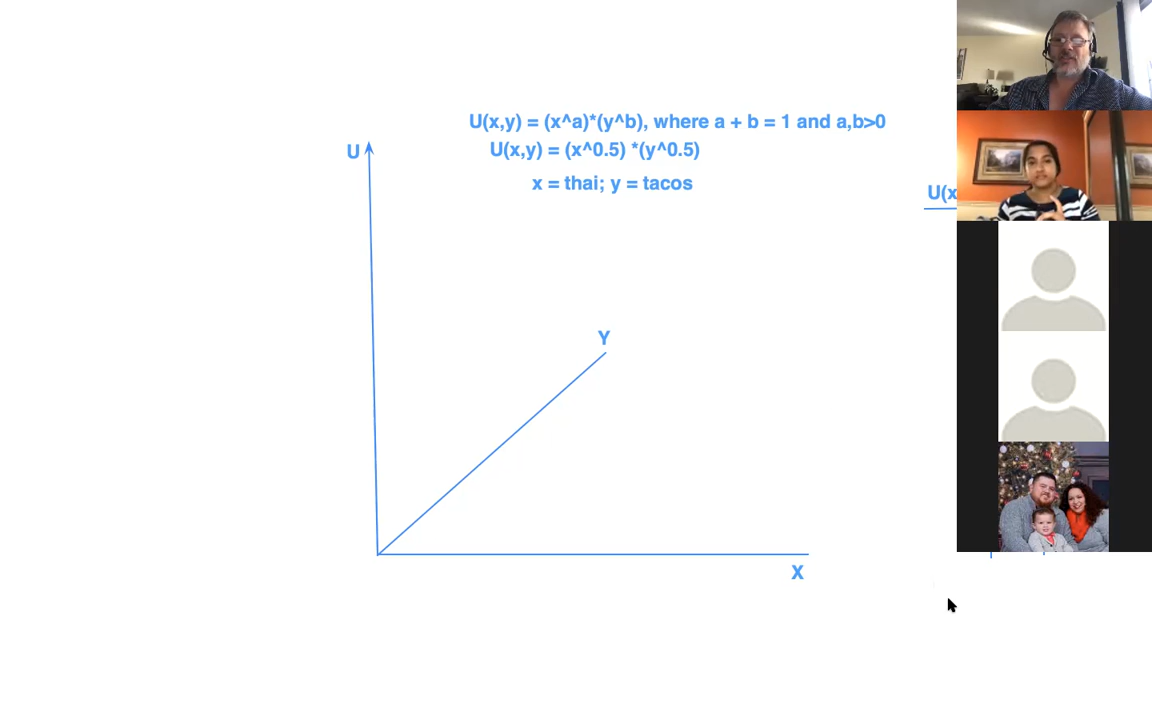 U(x,y) = (x^a)*(y^b), where a + b = 1 and a,b>0
U
U(x,y) = (x^0.5) *(y^0.5)
x = thai; y = tacos
U(x
Y
X